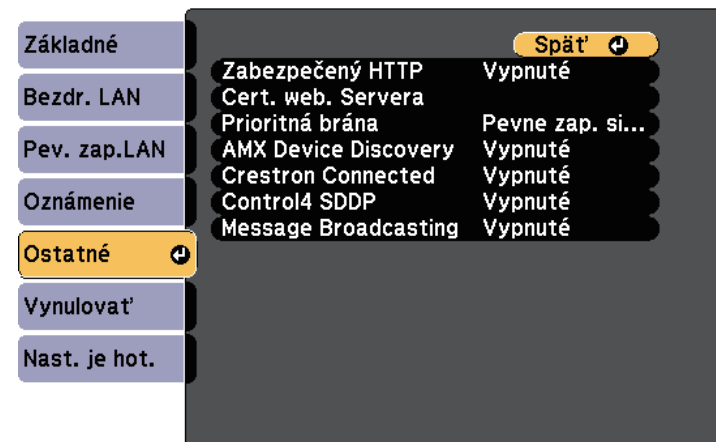 Základné
Bezdr. LAN
Pev. zap.LAN
Oznámenie
Ostatné
Vynulovať
Nast. je hot.
Späť
Zabezpečený HTTP Vypnuté
Cert. web. Servera
Prioritná brána Pevne zap. si...
AMX Device Discovery Vypnuté
Crestron Connected Vypnuté
Control4 SDDP Vypnuté
Message Broadcasting Vypnuté